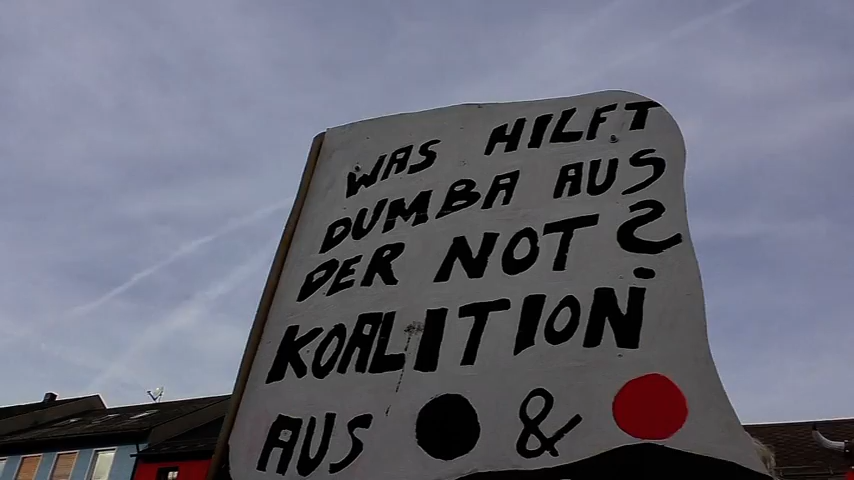 WAS HILFT
DUMBA AUS
DER NOT?
KOALITION
AUS &